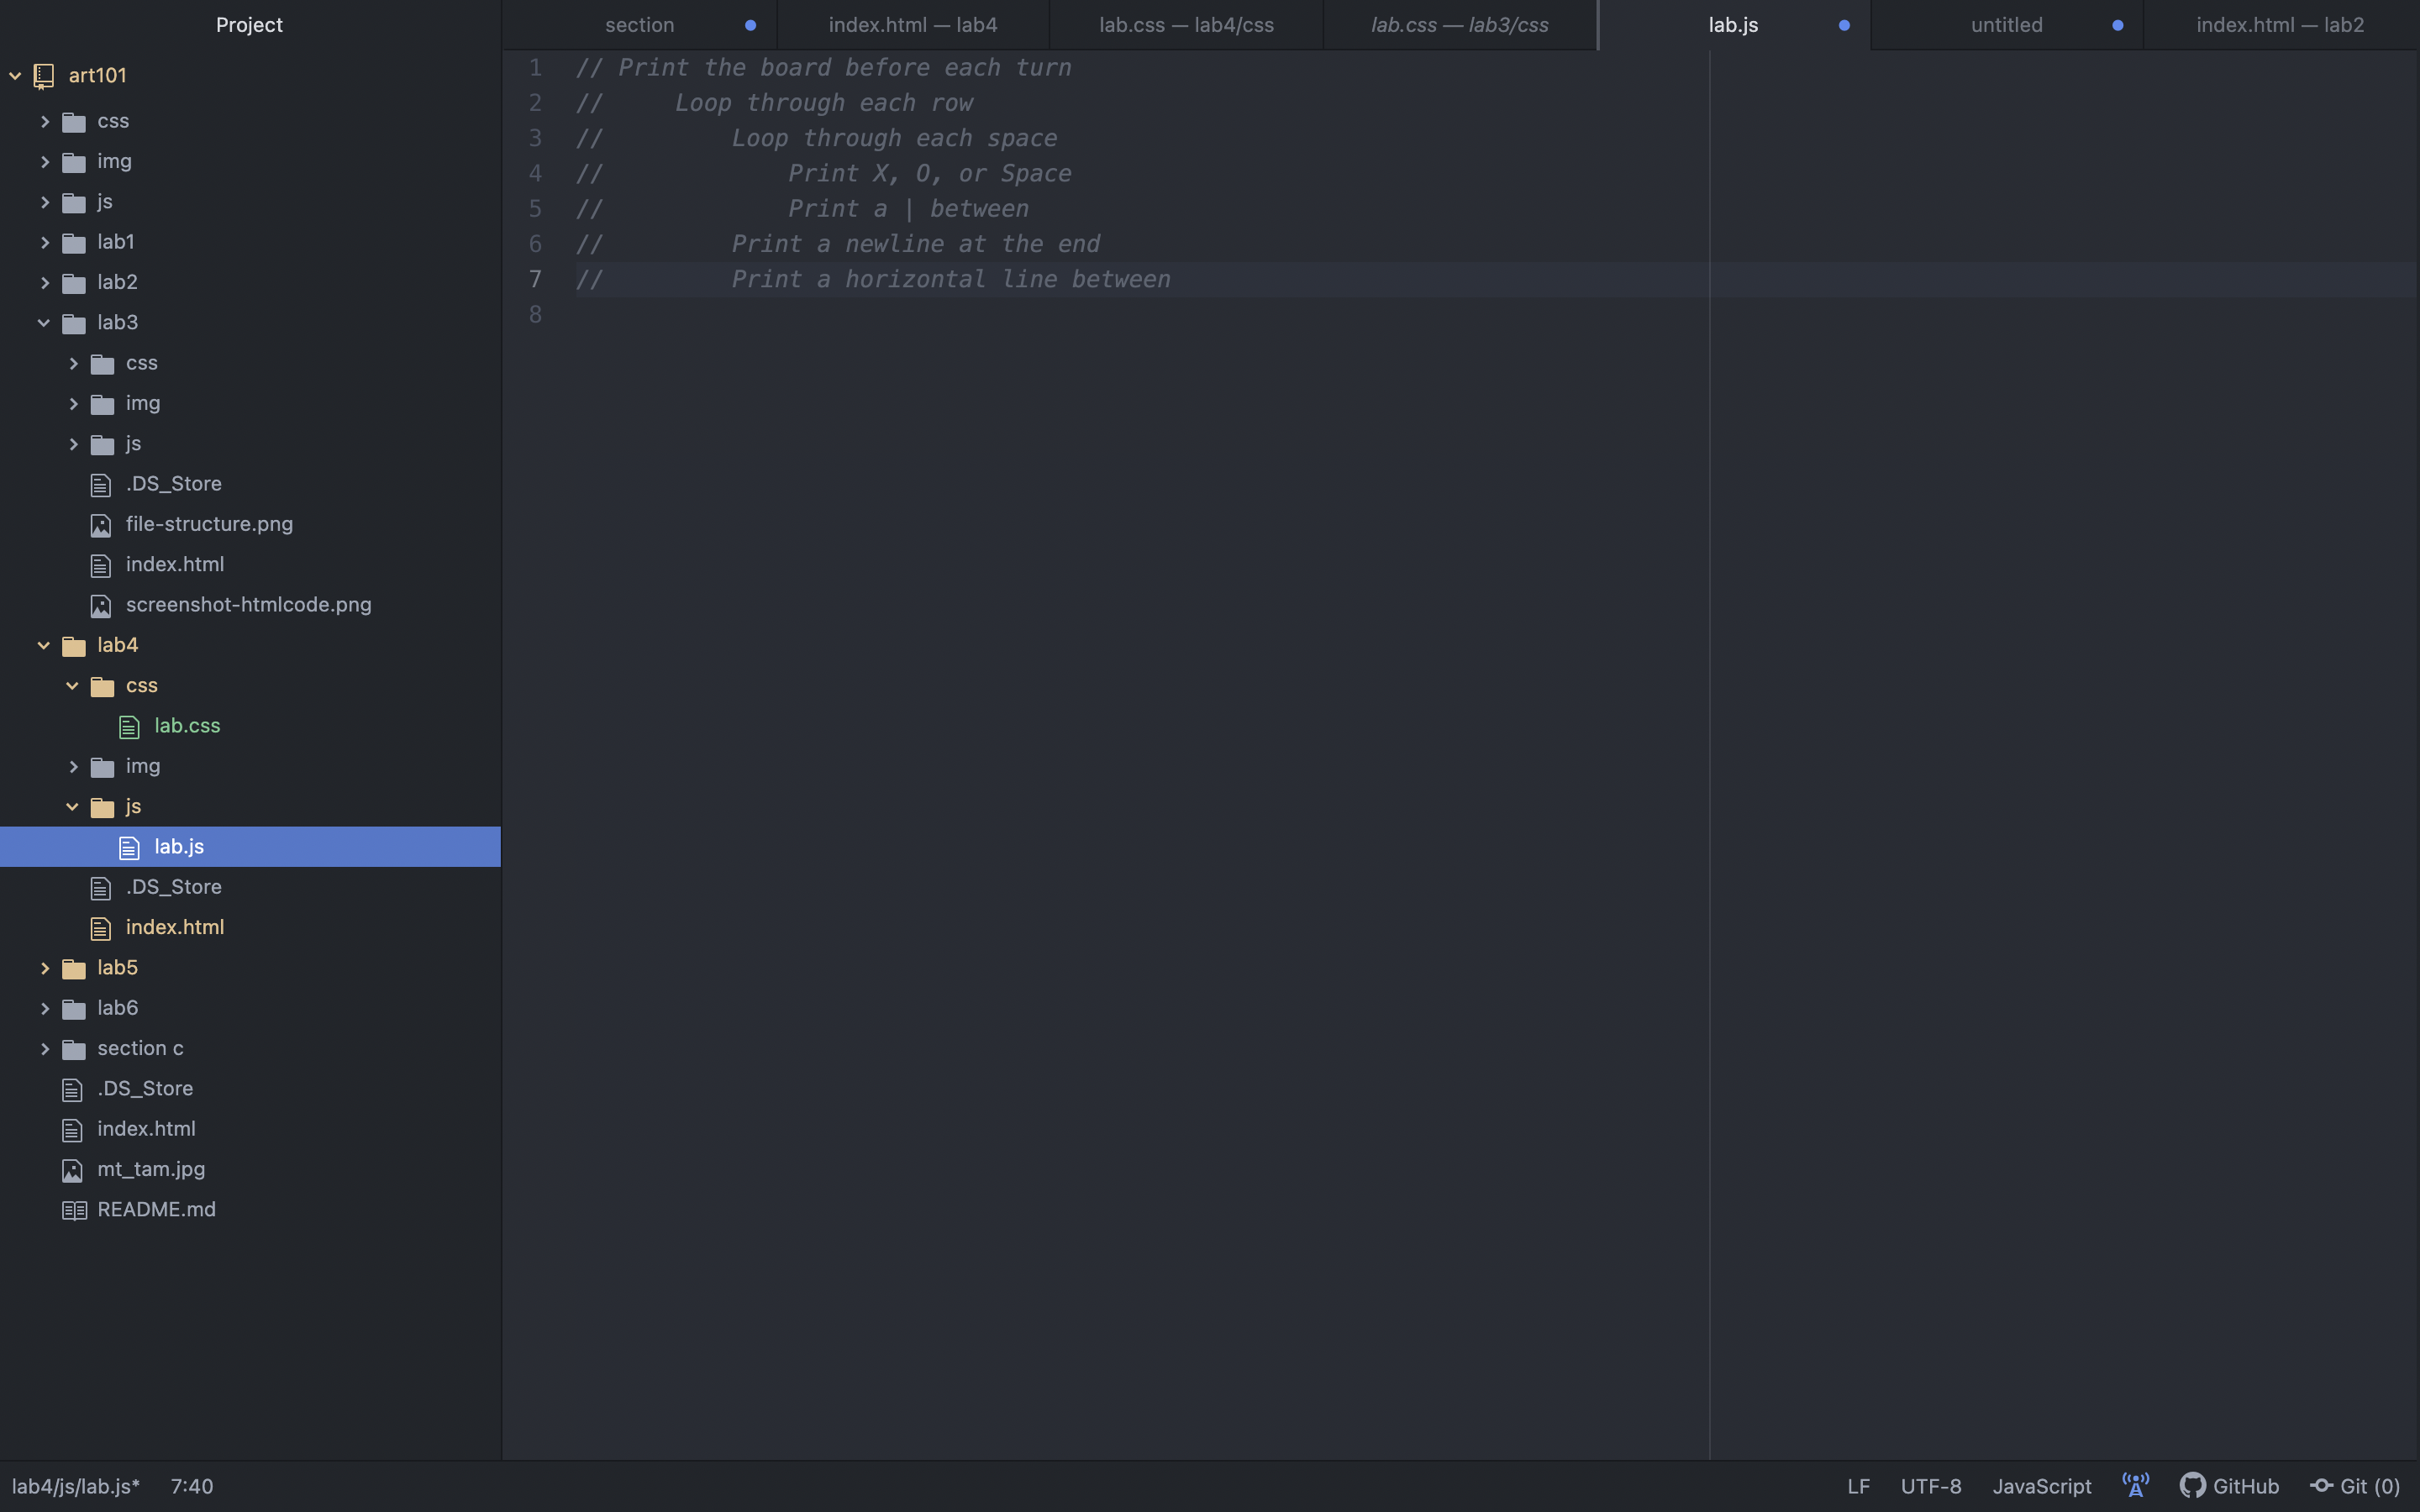 Project
art101
css
img
js
lab1
lab2
lab3
css
img
js
.DS_Store
file-structure.png
index.html
screenshot-htmlcode.png
lab4
css
lab.css
img
js
lab.js
.DS_Store
index.html
lab5
lab6
section c
.DS_Store
index.html
mt_tam.jpg
README.md
section index.html — lab4 lab.css — lab4/css lab.css — lab3/css lab.js untitled index.html — lab2
1 // Print the board before each turn
2 //     Loop through each row
3 //         Loop through each space
4 //             Print X, O, or Space
5 //             Print a | between
6 //         Print a newline at the end
7 //         Print a horizontal line between
8
lab4/js/lab.js* 7:40 LF UTF-8 JavaScript GitHub Git (0)